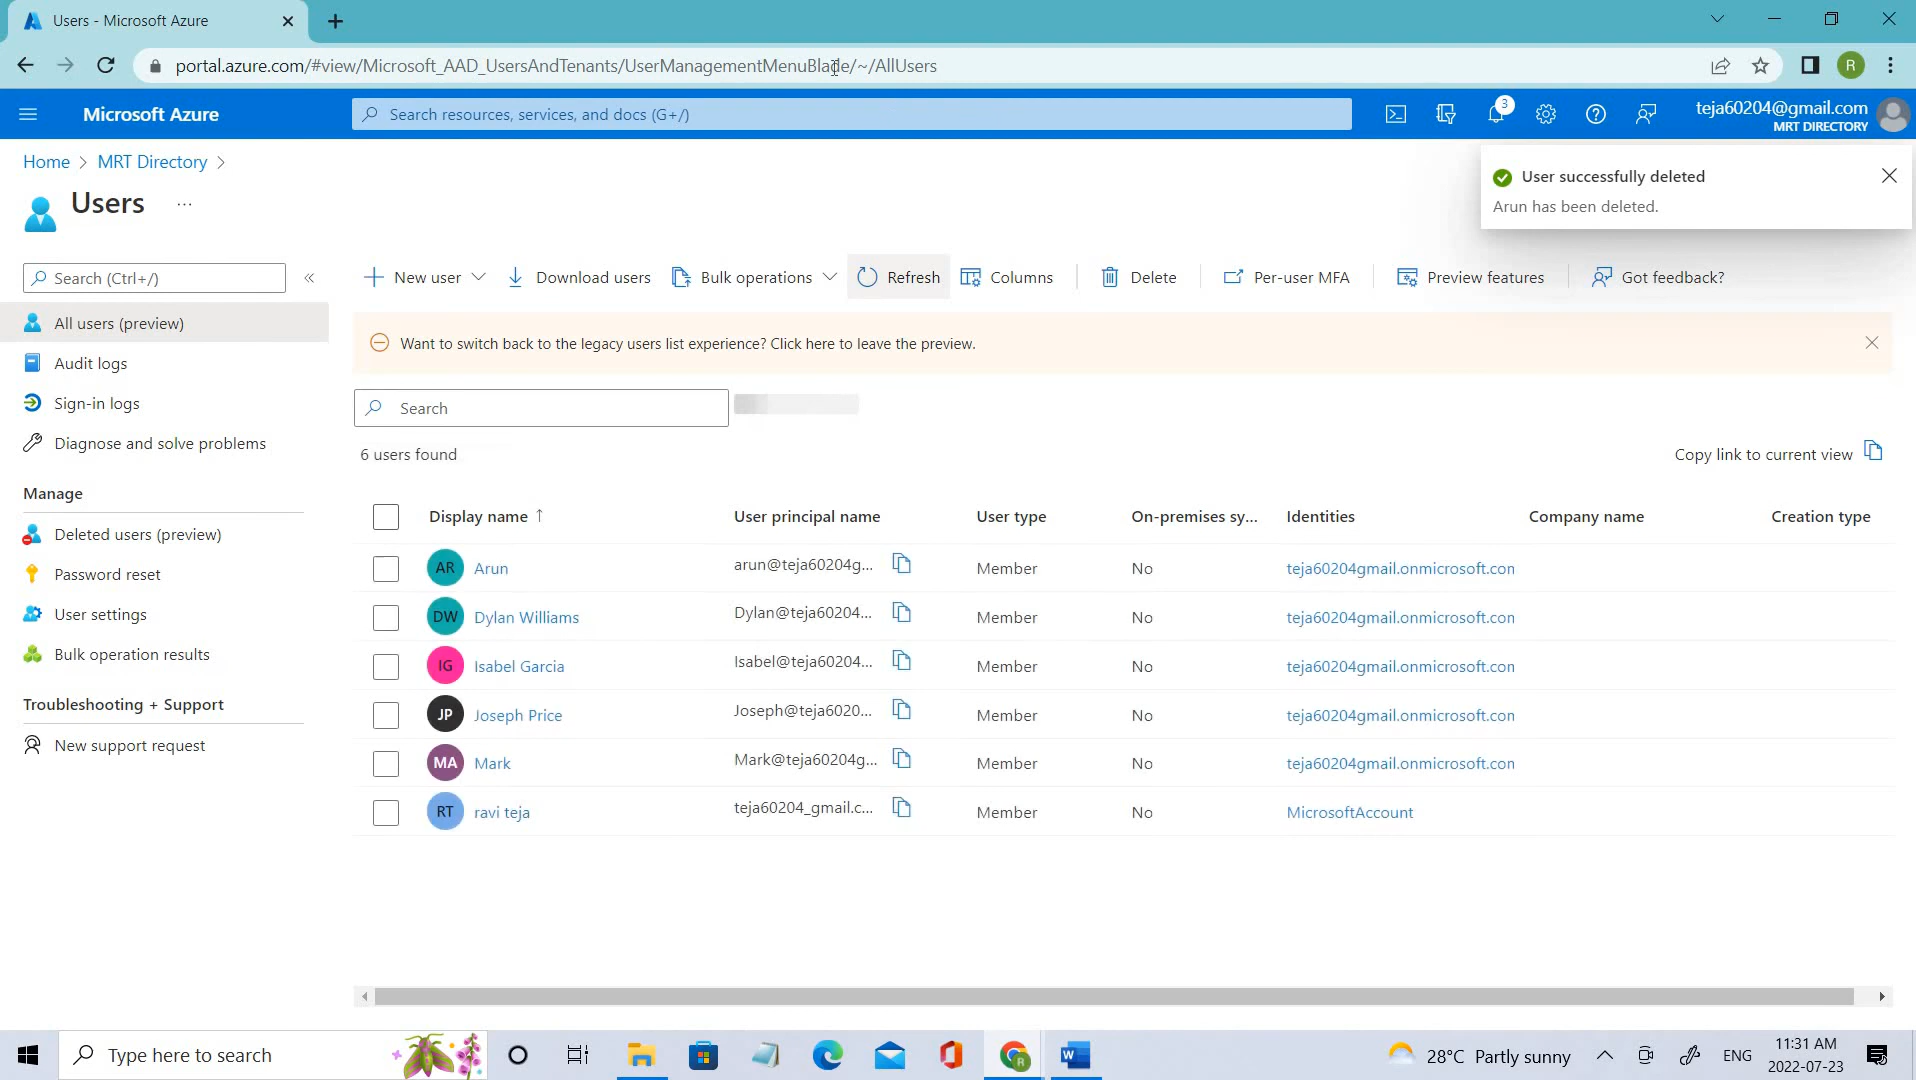 Users - Microsoft Azure
portal.azure.com/#view/Microsoft_AAD_UsersAndTenants/UserManagementMenuBlade/~/AllUsers
R
Microsoft Azure
Search resources, services, and docs (G+/)
3
teja60204@gmail.com
MRT DIRECTORY
Home > MRT Directory >
Users ...
User successfully deleted
Arun has been deleted.
Search (Ctrl+/)
«
All users (preview)
Audit logs
Sign-in logs
Diagnose and solve problems
Manage
Deleted users (preview)
Password reset
User settings
Bulk operation results
Troubleshooting + Support
New support request
New user Download users Bulk operations Refresh Columns Delete Per-user MFA Preview features Got feedback?
Want to switch back to the legacy users list experience? Click here to leave the preview.
Search
6 users found
Copy link to current view
Display name ↑ User principal name User type On-premises sy... Identities Company name Creation type
AR Arun arun@teja60204g... Member No teja60204gmail.onmicrosoft.con
DW Dylan Williams Dylan@teja60204... Member No teja60204gmail.onmicrosoft.con
IG Isabel Garcia Isabel@teja60204... Member No teja60204gmail.onmicrosoft.con
JP Joseph Price Joseph@teja6020... Member No teja60204gmail.onmicrosoft.con
MA Mark Mark@teja60204g... Member No teja60204gmail.onmicrosoft.con
RT ravi teja teja60204_gmail.c... Member No MicrosoftAccount
Type here to search
28°C Partly sunny
ENG
11:31 AM
2022-07-23